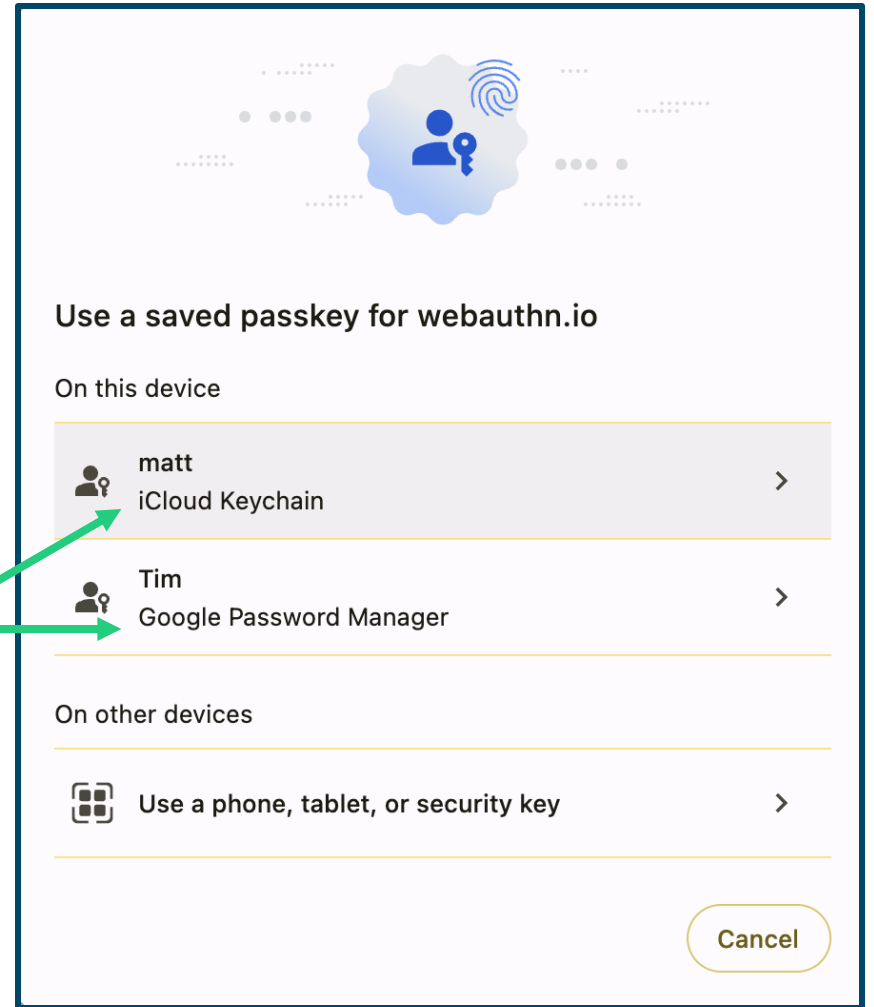 Use a saved passkey for webauthn.io
On this device
matt
iCloud Keychain
Tim
Google Password Manager
On other devices
Use a phone, tablet, or security key
Cancel